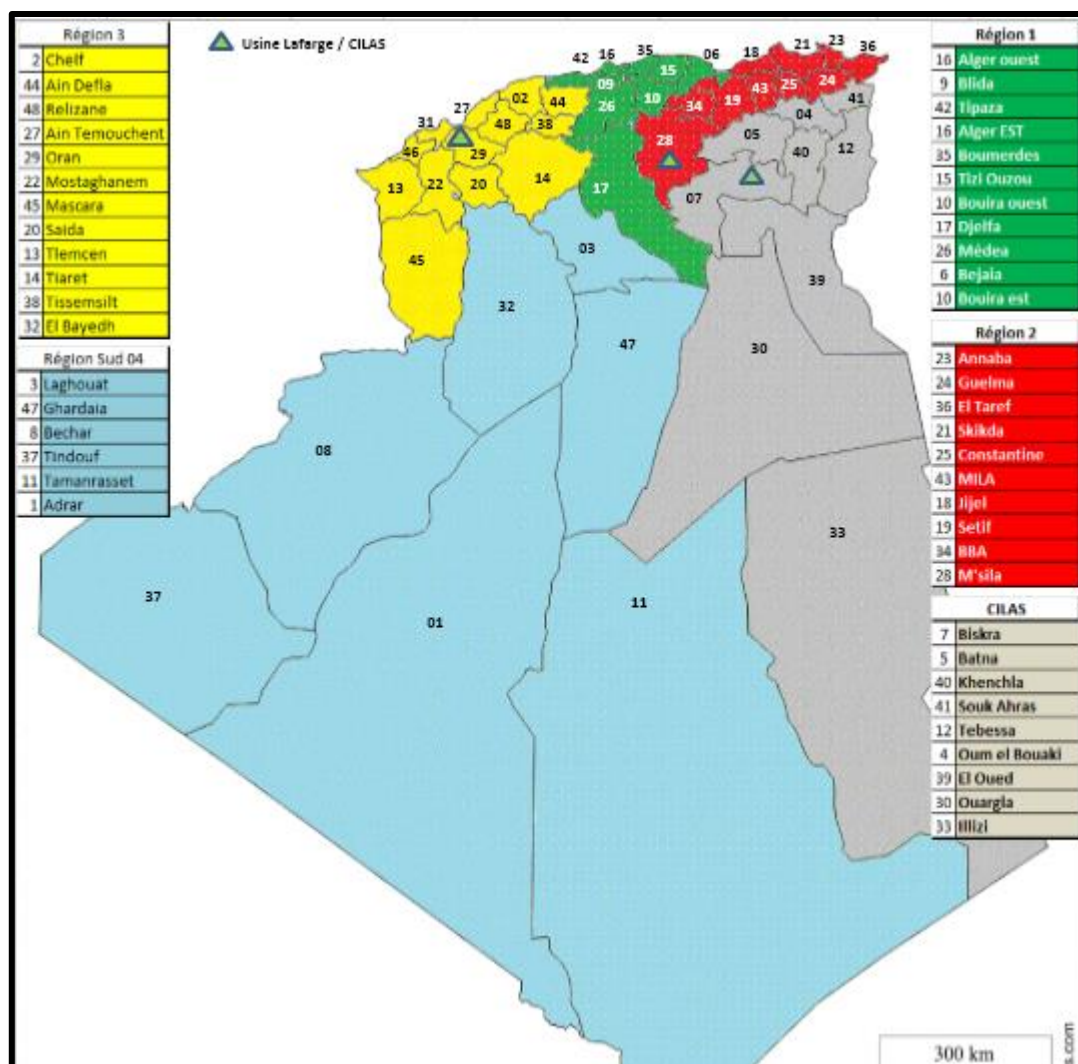 Région 3
2 Chelf
44 Ain Defla
48 Relizane
27 Ain Temouchent
29 Oran
22 Mostaghanem
45 Mascara
20 Saida
13 Tlemcen
14 Tiaret
38 Tissemsilt
32 El Bayedh
Région Sud 04
3 Laghouat
47 Ghardaia
8 Bechar
37 Tindouf
11 Tamanrasset
1 Adrar
Usine Lafarge / CILAS
Région 1
16 Alger ouest
9 Blida
42 Tipaza
16 Alger EST
35 Boumerdes
15 Tizi Ouzou
10 Bouira ouest
17 Djelfa
26 Médea
6 Bejaia
10 Bouira est
Région 2
23 Annaba
24 Guelma
36 El Taref
21 Skikda
25 Constantine
43 MILA
18 Jijel
19 Setif
34 BBA
28 M'sila
CILAS
7 Biskra
5 Batna
40 Khenchla
41 Souk Ahras
12 Tebessa
4 Oum el Bouaki
39 El Oued
30 Ouargla
33 Illizi
42 16 35 06 18 21 23 36
15
09 10 43 25 24
27 02 44 26 34 19 41
31 48 38 04
46 29 28 05 40 12
13 22 20 14 17 07
45 03 39
32 47 30
08
33
37 01 11
300 km
s.com